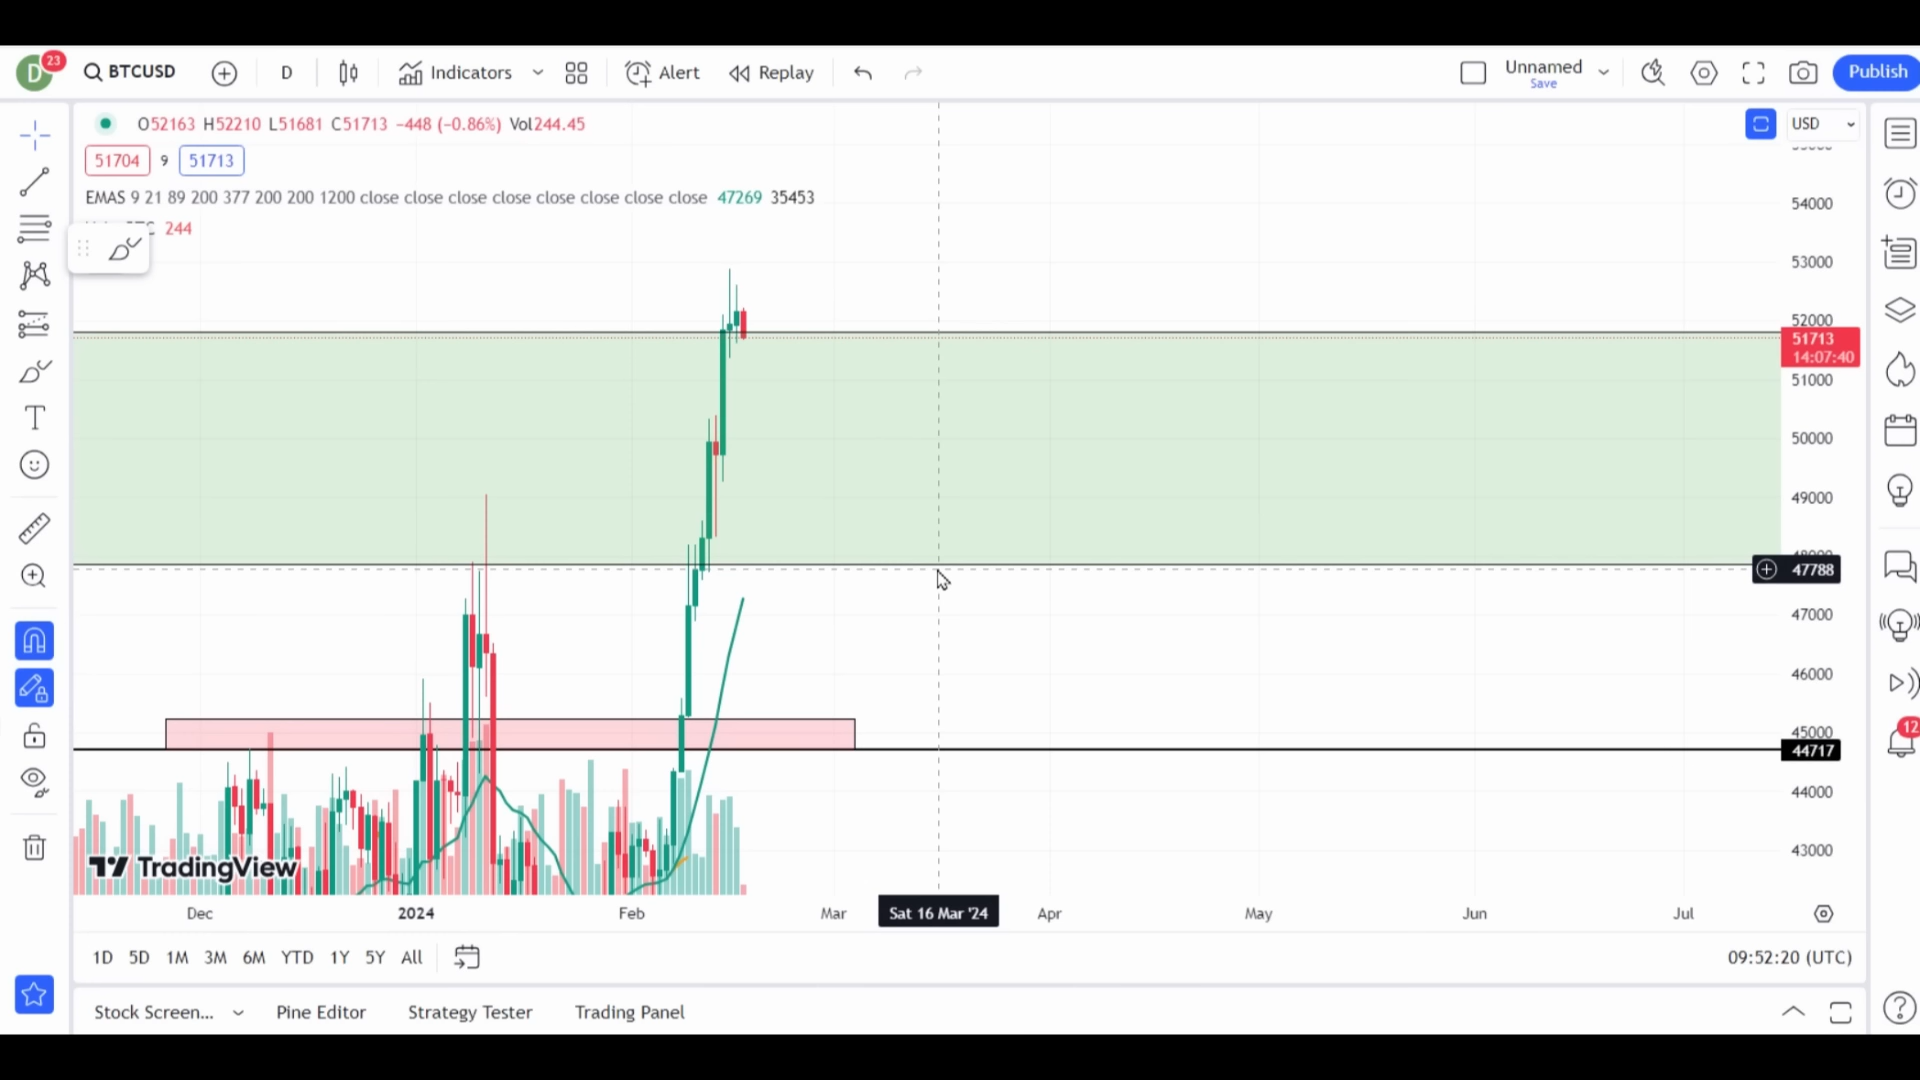 D 23 BTCUSD D Indicators Alert Replay Unnamed Save Publish
O52163 H52210 L51681 C51713 −448 (−0.86%) Vol244.45 USD
51704 9 51713
EMAS 9 21 89 200 377 200 200 1200 close close close close close close close close 47269 35453
244
54000
53000
52000
51713
14:07:40
51000
50000
49000
47788
47000
46000
45000
44717
44000
43000
12
TradingView
Dec 2024 Feb Mar Sat 16 Mar '24 Apr May Jun Jul
1D 5D 1M 3M 6M YTD 1Y 5Y All 09:52:20 (UTC)
Stock Screen... Pine Editor Strategy Tester Trading Panel